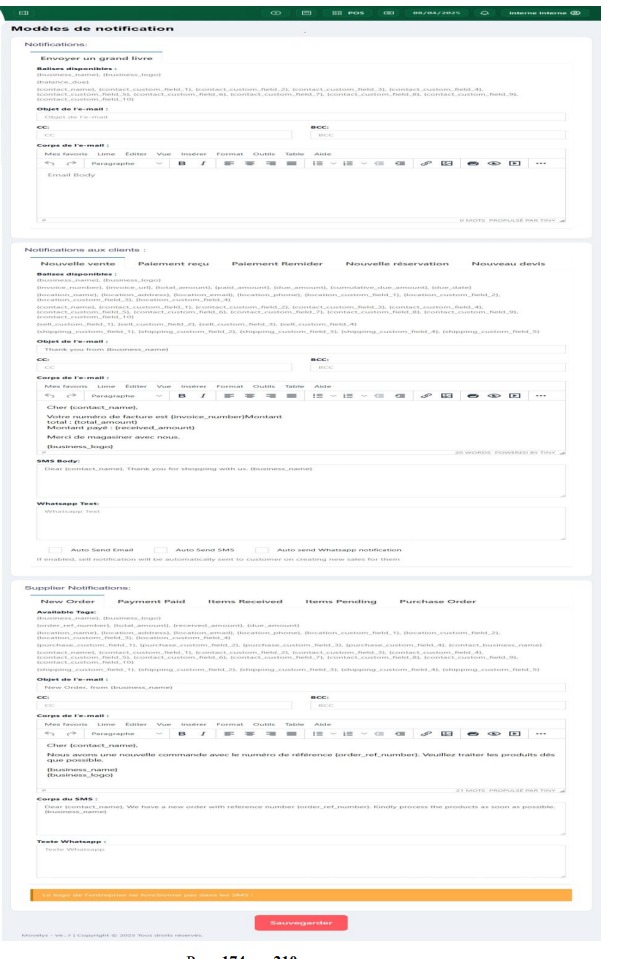 POS 08/04/2025 Interne Interne
Modèles de notification
Notifications:
Envoyer un grand livre
Balises disponibles :
{business_name}, {business_logo}
{balance_due}
{contact_name}, {contact_custom_field_1}, {contact_custom_field_2}, {contact_custom_field_3}, {contact_custom_field_4},
{contact_custom_field_5}, {contact_custom_field_6}, {contact_custom_field_7}, {contact_custom_field_8}, {contact_custom_field_9},
{contact_custom_field_10}
Objet de l'e-mail :
Objet de l'e-mail
CC: BCC:
CC BCC
Corps de l'e-mail :
Mes favoris Lime Éditer Vue Insérer Format Outils Table Aide
Paragraphe B I
Email Body
0 MOTS PROPULSÉ PAR TINY
Notifications aux clients :
Nouvelle vente Paiement reçu Paiement Remider Nouvelle réservation Nouveau devis
Balises disponibles :
{business_name}, {business_logo}
{invoice_number}, {invoice_url}, {total_amount}, {paid_amount}, {due_amount}, {cumulative_due_amount}, {due_date}
{location_name}, {location_address}, {location_email}, {location_phone}, {location_custom_field_1}, {location_custom_field_2},
{location_custom_field_3}, {location_custom_field_4}
{contact_name}, {contact_custom_field_1}, {contact_custom_field_2}, {contact_custom_field_3}, {contact_custom_field_4},
{contact_custom_field_5}, {contact_custom_field_6}, {contact_custom_field_7}, {contact_custom_field_8}, {contact_custom_field_9},
{contact_custom_field_10}
{sell_custom_field_1}, {sell_custom_field_2}, {sell_custom_field_3}, {sell_custom_field_4}
{shipping_custom_field_1}, {shipping_custom_field_2}, {shipping_custom_field_3}, {shipping_custom_field_4}, {shipping_custom_field_5}
Objet de l'e-mail :
Thank you from {business_name}
CC: BCC:
CC BCC
Corps de l'e-mail :
Mes favoris Lime Éditer Vue Insérer Format Outils Table Aide
Paragraphe B I
Cher {contact_name},
Votre numéro de facture est {invoice_number}Montant
total : {total_amount}
Montant payé : {received_amount}
Merci de magasiner avec nous.
{business_logo}
20 WORDS POWERED BY TINY
SMS Body:
Dear {contact_name}, Thank you for shopping with us. {business_name}
Whatsapp Text:
Whatsapp Text
Auto Send Email Auto Send SMS Auto send Whatsapp notification
If enabled, sell notification will be automatically sent to customer on creating new sales for them
Supplier Notifications:
New Order Payment Paid Items Received Items Pending Purchase Order
Available Tags:
{business_name}, {business_logo}
{order_ref_number}, {total_amount}, {received_amount}, {due_amount}
{location_name}, {location_address}, {location_email}, {location_phone}, {location_custom_field_1}, {location_custom_field_2},
{location_custom_field_3}, {location_custom_field_4}
{purchase_custom_field_1}, {purchase_custom_field_2}, {purchase_custom_field_3}, {purchase_custom_field_4}, {contact_business_name}
{contact_name}, {contact_custom_field_1}, {contact_custom_field_2}, {contact_custom_field_3}, {contact_custom_field_4},
{contact_custom_field_5}, {contact_custom_field_6}, {contact_custom_field_7}, {contact_custom_field_8}, {contact_custom_field_9},
{contact_custom_field_10}
{shipping_custom_field_1}, {shipping_custom_field_2}, {shipping_custom_field_3}, {shipping_custom_field_4}, {shipping_custom_field_5}
Objet de l'e-mail :
New Order, from {business_name}
CC: BCC:
CC BCC
Corps de l'e-mail :
Mes favoris Lime Éditer Vue Insérer Format Outils Table Aide
Paragraphe B I
Cher {contact_name},
Nous avons une nouvelle commande avec le numéro de référence {order_ref_number}. Veuillez traiter les produits dès
que possible.
{business_name}
{business_logo}
21 MOTS PROPULSÉ PAR TINY
Corps du SMS :
Dear {contact_name}, We have a new order with reference number {order_ref_number}. Kindly process the products as soon as possible.
{business_name}
Texte Whatsapp :
Texte Whatsapp
Le logo de l'entreprise ne fonctionne pas dans les SMS :
Sauvegarder
Movelys - V6.7 | Copyright © 2025 Tous droits réservés.
174 210